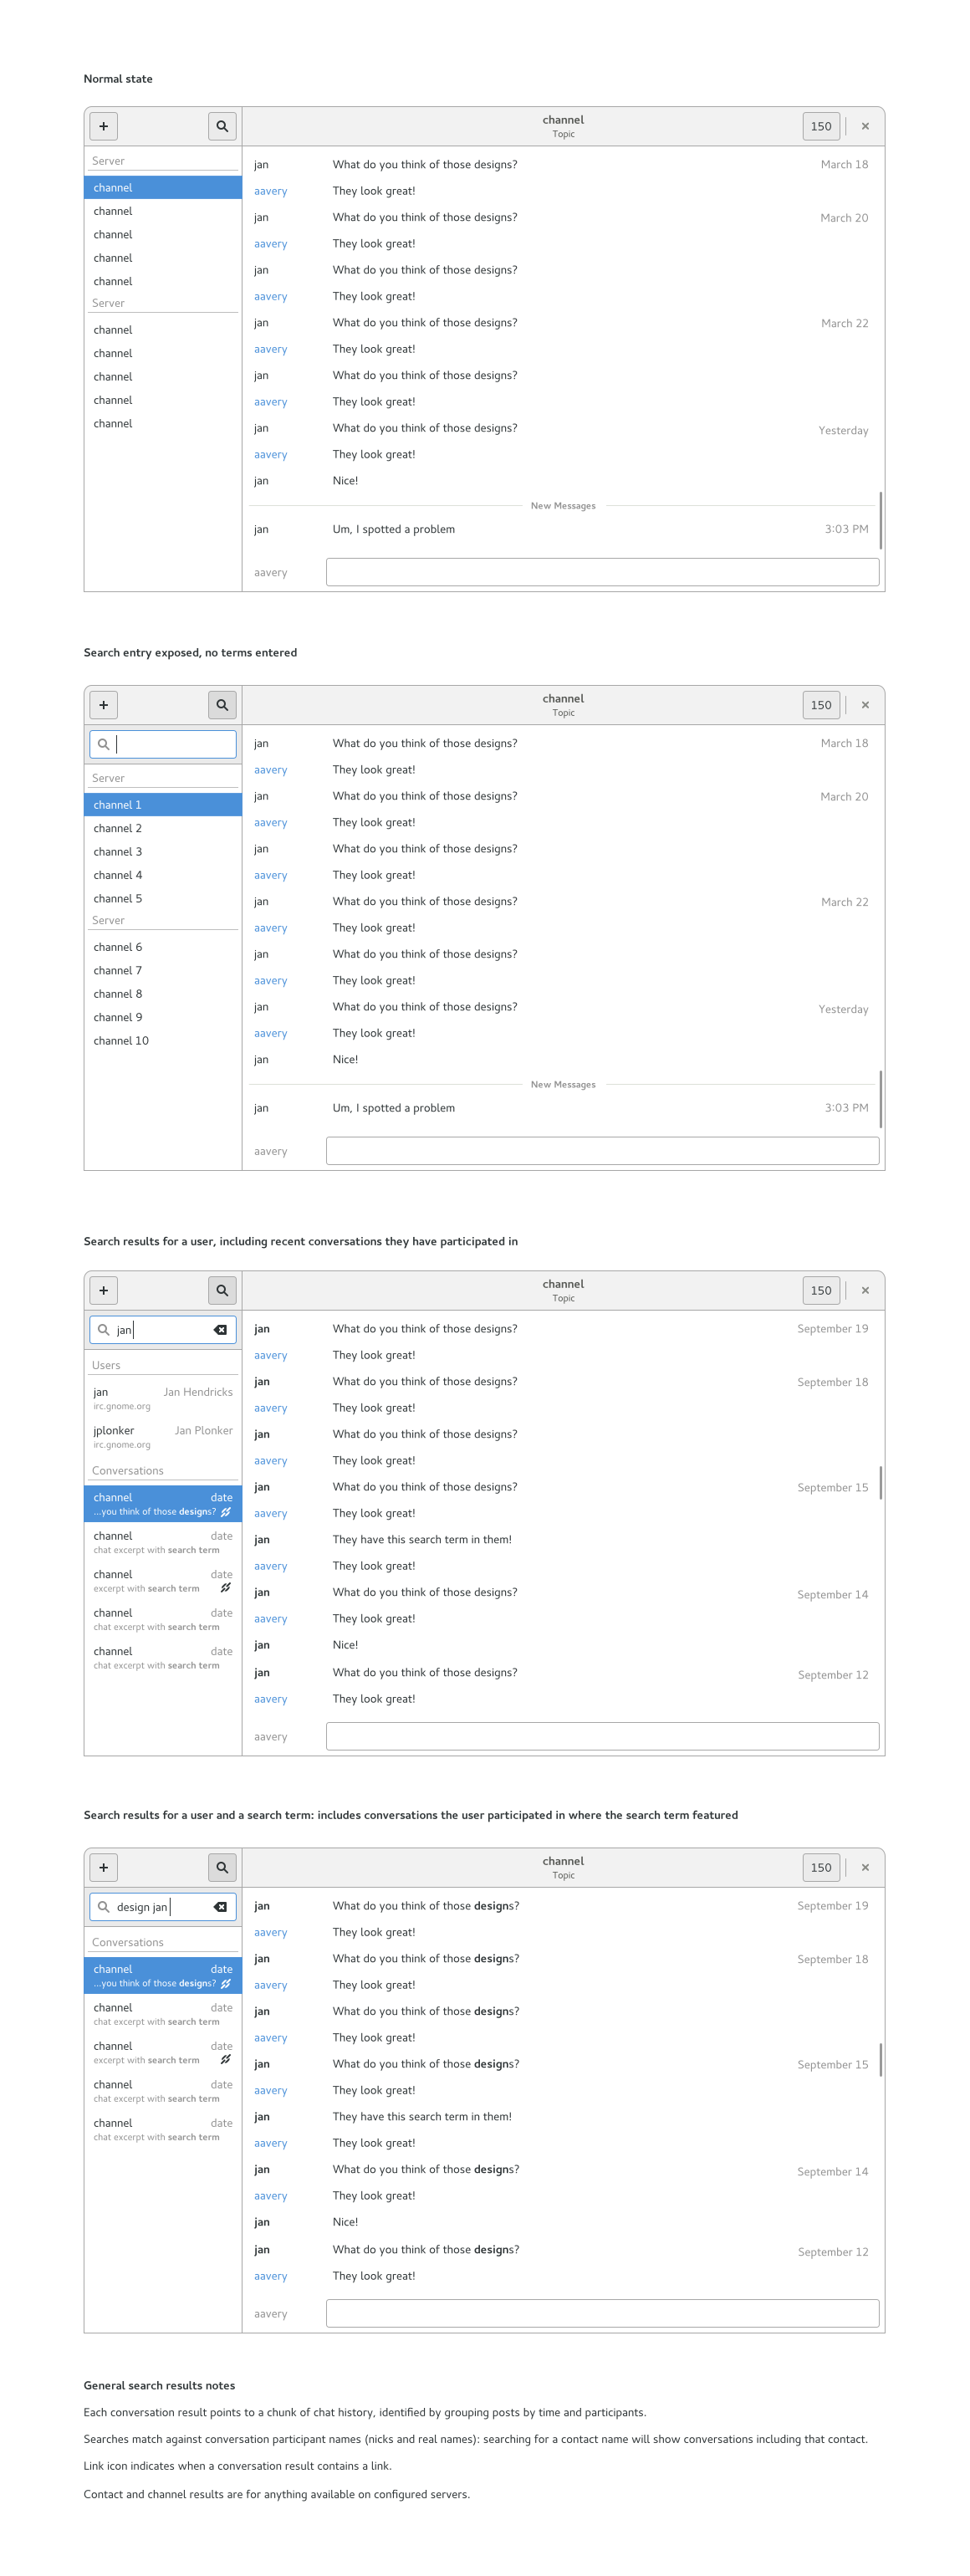 Normal state
+
channel
Topic
150
×
Server
channel
channel
channel
channel
channel
Server
channel
channel
channel
channel
channel
jan What do you think of those designs? March 18
aavery They look great!
jan What do you think of those designs? March 20
aavery They look great!
jan What do you think of those designs?
aavery They look great!
jan What do you think of those designs? March 22
aavery They look great!
jan What do you think of those designs?
aavery They look great!
jan What do you think of those designs? Yesterday
aavery They look great!
jan Nice!
New Messages
jan Um, I spotted a problem 3:03 PM
aavery
Search entry exposed, no terms entered
+
channel
Topic
150
×
Server
channel 1
channel 2
channel 3
channel 4
channel 5
Server
channel 6
channel 7
channel 8
channel 9
channel 10
jan What do you think of those designs? March 18
aavery They look great!
jan What do you think of those designs? March 20
aavery They look great!
jan What do you think of those designs?
aavery They look great!
jan What do you think of those designs? March 22
aavery They look great!
jan What do you think of those designs?
aavery They look great!
jan What do you think of those designs? Yesterday
aavery They look great!
jan Nice!
New Messages
jan Um, I spotted a problem 3:03 PM
aavery
Search results for a user, including recent conversations they have participated in
+
channel
Topic
150
×
jan
Users
jan Jan Hendricks
irc.gnome.org
jplonker Jan Plonker
irc.gnome.org
Conversations
channel date
...you think of those designs?
channel date
chat excerpt with search term
channel date
excerpt with search term
channel date
chat excerpt with search term
channel date
chat excerpt with search term
jan What do you think of those designs? September 19
aavery They look great!
jan What do you think of those designs? September 18
aavery They look great!
jan What do you think of those designs?
aavery They look great!
jan What do you think of those designs? September 15
aavery They look great!
jan They have this search term in them!
aavery They look great!
jan What do you think of those designs? September 14
aavery They look great!
jan Nice!
jan What do you think of those designs? September 12
aavery They look great!
aavery
Search results for a user and a search term: includes conversations the user participated in where the search term featured
+
channel
Topic
150
×
design jan
Conversations
channel date
...you think of those designs?
channel date
chat excerpt with search term
channel date
excerpt with search term
channel date
chat excerpt with search term
channel date
chat excerpt with search term
jan What do you think of those designs? September 19
aavery They look great!
jan What do you think of those designs? September 18
aavery They look great!
jan What do you think of those designs?
aavery They look great!
jan What do you think of those designs? September 15
aavery They look great!
jan They have this search term in them!
aavery They look great!
jan What do you think of those designs? September 14
aavery They look great!
jan Nice!
jan What do you think of those designs? September 12
aavery They look great!
aavery
General search results notes
Each conversation result points to a chunk of chat history, identified by grouping posts by time and participants.
Searches match against conversation participant names (nicks and real names): searching for a contact name will show conversations including that contact.
Link icon indicates when a conversation result contains a link.
Contact and channel results are for anything available on configured servers.